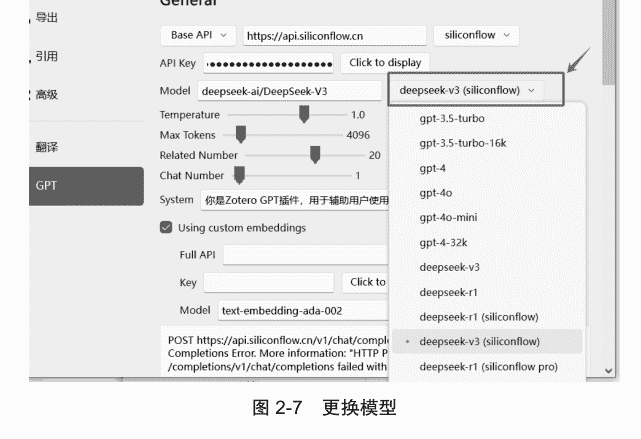 导出
引用
高级
翻译
GPT
General
Base API https://api.siliconflow.cn siliconflow
API Key Click to display
Model deepseek-ai/DeepSeek-V3 deepseek-v3 (siliconflow)
Temperature 1.0
Max Tokens 4096
Related Number 20
Chat Number 1
System 你是Zotero GPT插件，用于辅助用户使用
Using custom embeddings
Full API
Key Click to
Model text-embedding-ada-002
POST https://api.siliconflow.cn/v1/chat/comple
Completions Error. More information: "HTTP P
/completions/v1/chat/completions failed with
gpt-3.5-turbo
gpt-3.5-turbo-16k
gpt-4
gpt-4o
gpt-4o-mini
gpt-4-32k
deepseek-v3
deepseek-r1
deepseek-r1 (siliconflow)
deepseek-v3 (siliconflow)
deepseek-r1 (siliconflow pro)
图 2-7 更换模型